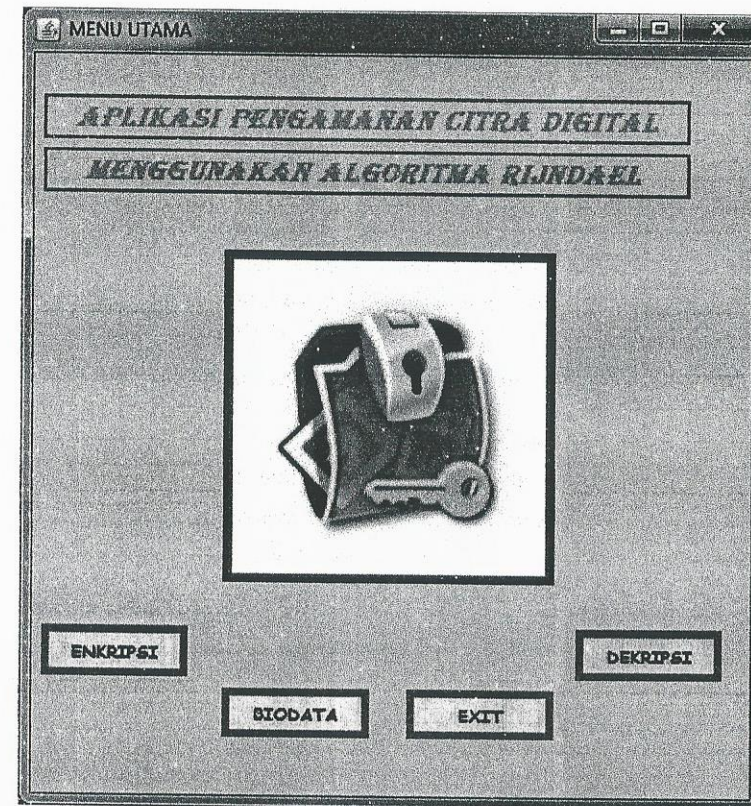 MENU UTAMA
APLIKASI PENGAMANAN CITRA DIGITAL
MENGGUNAKAN ALGORITMA RIJNDAEL
ENKRIPSI
DEKRIPSI
BIODATA
EXIT